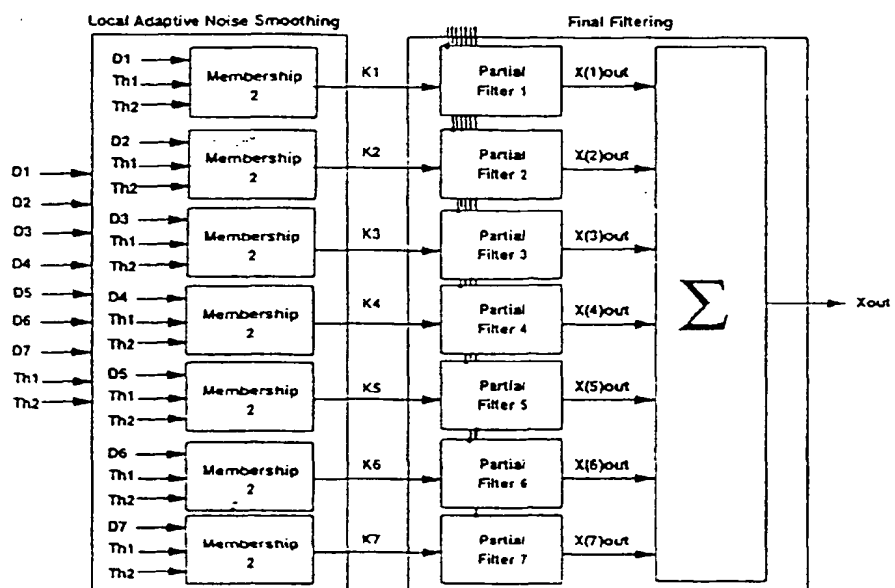 Local Adaptive Noise Smoothing
Final Filtering
D1
D2
D3
D4
D5
D6
D7
Th1
Th2
D1
Th1
Th2
Membership
2
K1
Partial
Filter 1
X(1)out
D2
Th1
Th2
Membership
2
K2
Partial
Filter 2
X(2)out
D3
Th1
Th2
Membership
2
K3
Partial
Filter 3
X(3)out
D4
Th1
Th2
Membership
2
K4
Partial
Filter 4
X(4)out
D5
Th1
Th2
Membership
2
K5
Partial
Filter 5
X(5)out
D6
Th1
Th2
Membership
2
K6
Partial
Filter 6
X(6)out
D7
Th1
Th2
Membership
2
K7
Partial
Filter 7
X(7)out
Σ
Xout